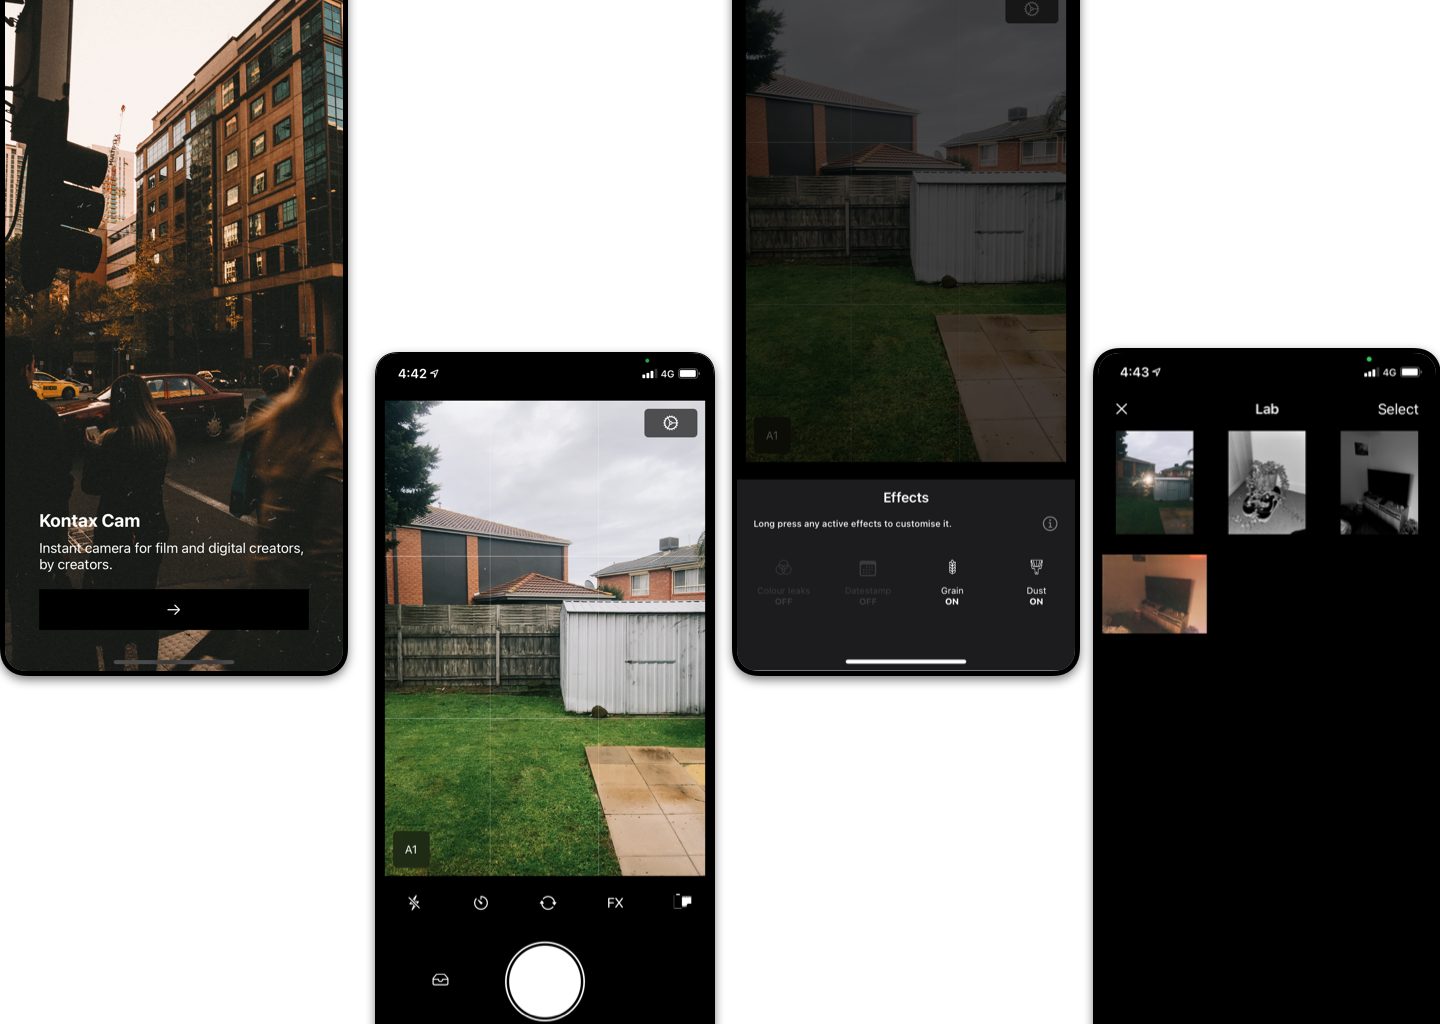 Kontax Cam
Instant camera for film and digital creators,
by creators.
4:42
4G
A1
FX
A1
Effects
Long press any active effects to customise it.
Colour leaks
OFF
Datestamp
OFF
Grain
ON
Dust
ON
4:43
4G
Lab
Select